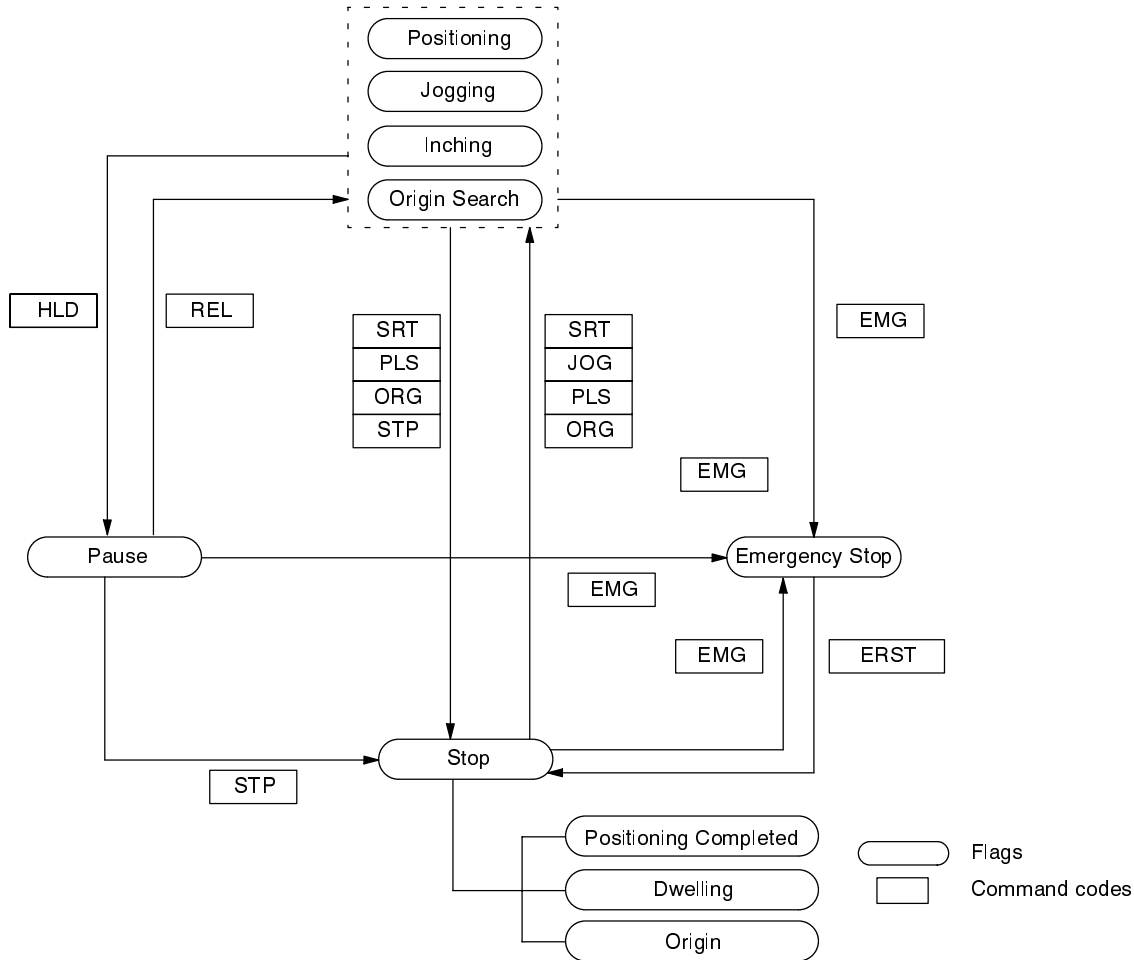 Positioning
Jogging
Inching
Origin Search
HLD
REL
SRT
PLS
ORG
STP
SRT
JOG
PLS
ORG
EMG
EMG
Pause
Emergency Stop
EMG
EMG
ERST
Stop
STP
Positioning Completed
Dwelling
Origin
Flags
Command codes